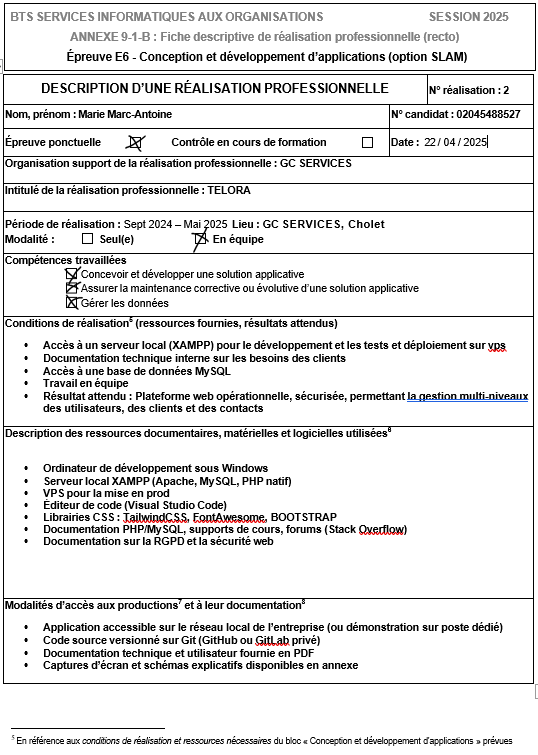 BTS SERVICES INFORMATIQUES AUX ORGANISATIONS SESSION 2025
ANNEXE 9-1-B : Fiche descriptive de réalisation professionnelle (recto)
Épreuve E6 - Conception et développement d'applications (option SLAM)
DESCRIPTION D'UNE RÉALISATION PROFESSIONNELLE N° réalisation : 2
Nom, prénom : Marie Marc-Antoine N° candidat : 02045488527
Épreuve ponctuelle ☒ Contrôle en cours de formation ☐ Date : 22 / 04 / 2025
Organisation support de la réalisation professionnelle : GC SERVICES
Intitulé de la réalisation professionnelle : TELORA
Période de réalisation : Sept 2024 – Mai 2025 Lieu : GC SERVICES, Cholet
Modalité : ☐ Seul(e) ☒ En équipe
Compétences travaillées
☒ Concevoir et développer une solution applicative
☒ Assurer la maintenance corrective ou évolutive d'une solution applicative
☒ Gérer les données
Conditions de réalisation⁶ (ressources fournies, résultats attendus)
• Accès à un serveur local (XAMPP) pour le développement et les tests et déploiement sur vps
• Documentation technique interne sur les besoins des clients
• Accès à une base de données MySQL
• Travail en équipe
• Résultat attendu : Plateforme web opérationnelle, sécurisée, permettant la gestion multi-niveaux
des utilisateurs, des clients et des contacts
Description des ressources documentaires, matérielles et logicielles utilisées⁶
• Ordinateur de développement sous Windows
• Serveur local XAMPP (Apache, MySQL, PHP natif)
• VPS pour la mise en prod
• Éditeur de code (Visual Studio Code)
• Librairies CSS : TailwindCSS, FontAwesome, BOOTSTRAP
• Documentation PHP/MySQL, supports de cours, forums (Stack Overflow)
• Documentation sur la RGPD et la sécurité web
Modalités d'accès aux productions⁷ et à leur documentation⁸
• Application accessible sur le réseau local de l'entreprise (ou démonstration sur poste dédié)
• Code source versionné sur Git (GitHub ou GitLab privé)
• Documentation technique et utilisateur fournie en PDF
• Captures d'écran et schémas explicatifs disponibles en annexe
⁵ En référence aux conditions de réalisation et ressources nécessaires du bloc « Conception et développement d'applications » prévues